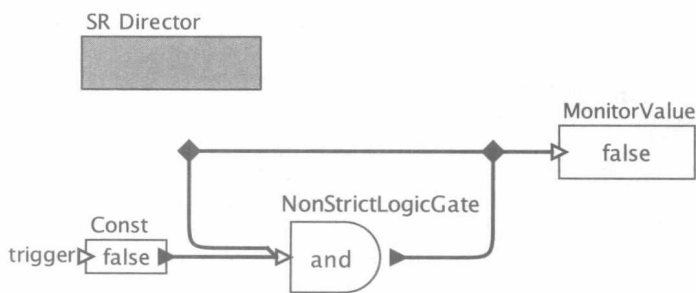 SR Director
MonitorValue
false
NonStrictLogicGate
Const
trigger
false
and